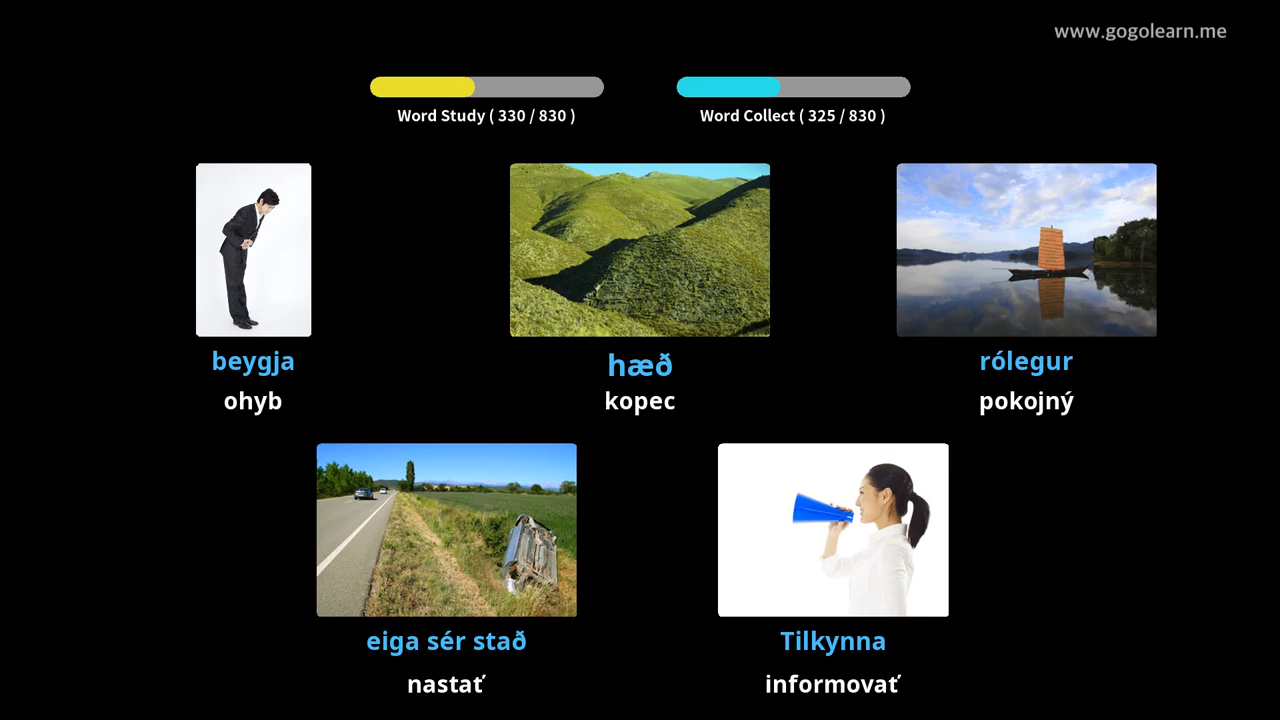 www.gogolearn.me
Word Study ( 330 / 830 )
Word Collect ( 325 / 830 )
beygja
ohyb
hæð
kopec
rólegur
pokojný
eiga sér stað
nastať
Tilkynna
informovať